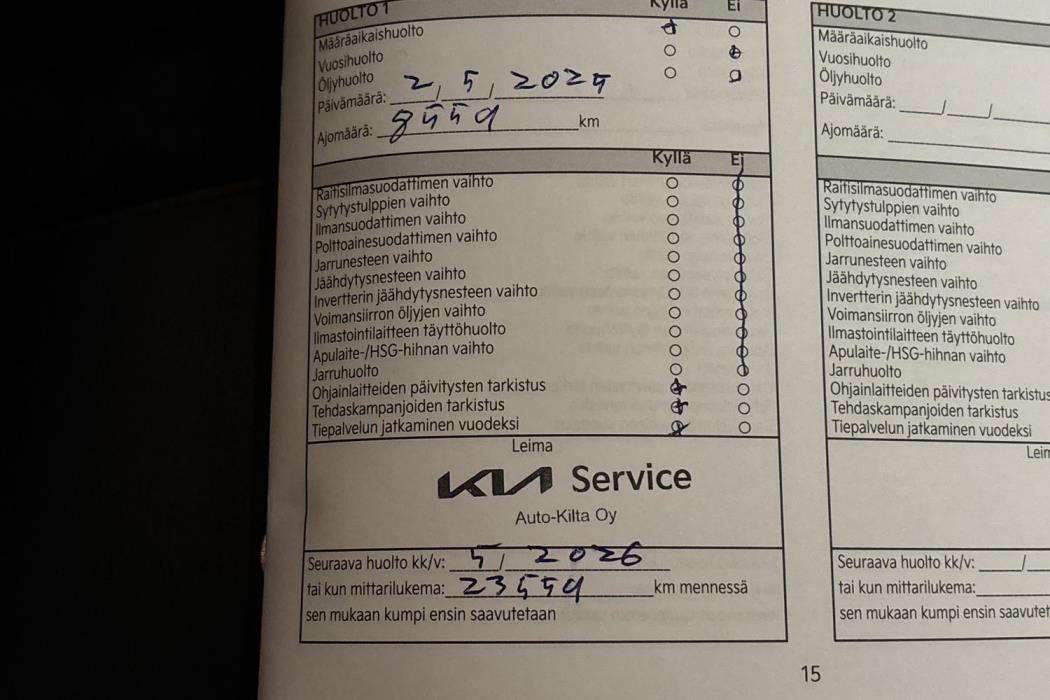 HUOLTO 1 Kyllä Ei
Määräaikaishuolto
Vuosihuolto
Öljyhuolto
Päivämäärä: 2/5/2025
Ajomäärä: 8559 km
Kyllä Ei
Raitisilmasuodattimen vaihto
Sytytystulppien vaihto
Ilmansuodattimen vaihto
Polttoainesuodattimen vaihto
Jarrunesteen vaihto
Jäähdytysnesteen vaihto
Invertterin jäähdytysnesteen vaihto
Voimansiirron öljyjen vaihto
Ilmastointilaitteen täyttöhuolto
Apulaite-/HSG-hihnan vaihto
Jarruhuolto
Ohjainlaitteiden päivitysten tarkistus
Tehdaskampanjoiden tarkistus
Tiepalvelun jatkaminen vuodeksi
Leima
KIA Service
Auto-Kilta Oy
Seuraava huolto kk/v: 5/2026
tai kun mittarilukema: 23559 km mennessä
sen mukaan kumpi ensin saavutetaan
HUOLTO 2
Määräaikaishuolto
Vuosihuolto
Öljyhuolto
Päivämäärä: / /
Ajomäärä:
Raitisilmasuodattimen vaihto
Sytytystulppien vaihto
Ilmansuodattimen vaihto
Polttoainesuodattimen vaihto
Jarrunesteen vaihto
Jäähdytysnesteen vaihto
Invertterin jäähdytysnesteen vaihto
Voimansiirron öljyjen vaihto
Ilmastointilaitteen täyttöhuolto
Apulaite-/HSG-hihnan vaihto
Jarruhuolto
Ohjainlaitteiden päivitysten tarkistus
Tehdaskampanjoiden tarkistus
Tiepalvelun jatkaminen vuodeksi
Leim
Seuraava huolto kk/v: /
tai kun mittarilukema:
sen mukaan kumpi ensin saavutet
15